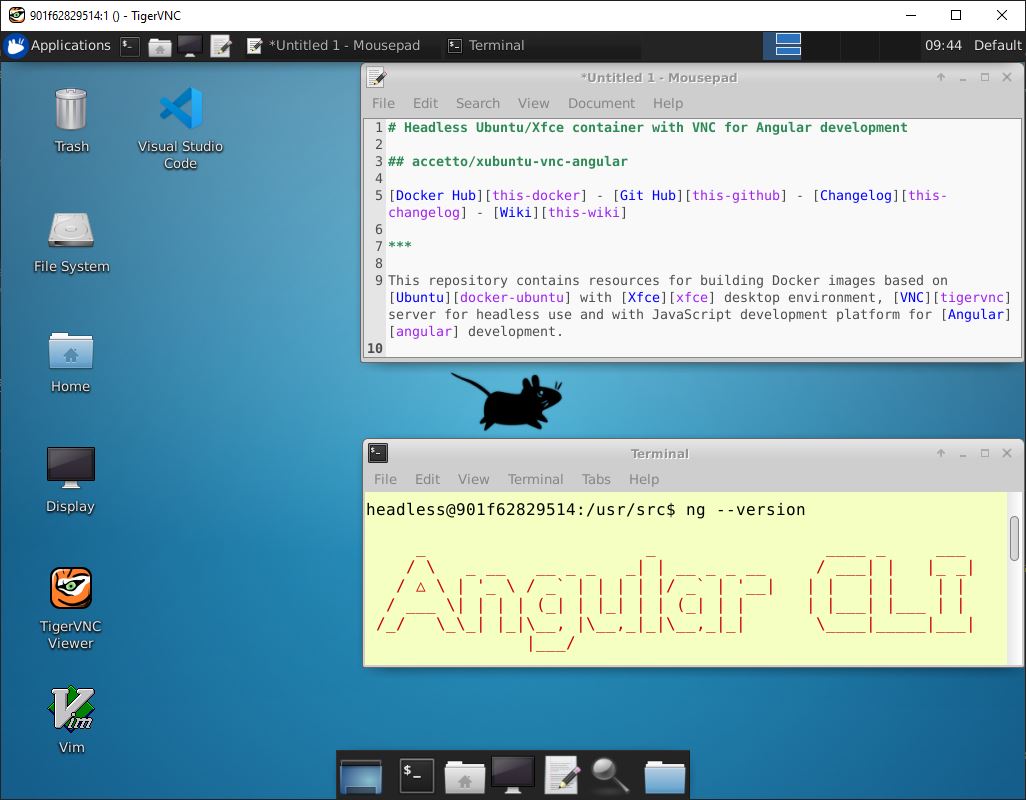 901f62829514:1 () - TigerVNC
Applications
*Untitled 1 - Mousepad
Terminal
09:44
Default
Trash
Visual Studio
Code
File System
Home
Display
TigerVNC
Viewer
Vim
*Untitled 1 - Mousepad
File Edit Search View Document Help
1 # Headless Ubuntu/Xfce container with VNC for Angular development
2
3 ## accetto/xubuntu-vnc-angular
4
5 [Docker Hub][this-docker] - [Git Hub][this-github] - [Changelog][this-
changelog] - [Wiki][this-wiki]
6
7 ***
8
9 This repository contains resources for building Docker images based on
[Ubuntu][docker-ubuntu] with [Xfce][xfce] desktop environment, [VNC][tigervnc]
server for headless use and with JavaScript development platform for [Angular]
[angular] development.
10
Terminal
File Edit View Terminal Tabs Help
headless@901f62829514:/usr/src$ ng --version
Angular CLI